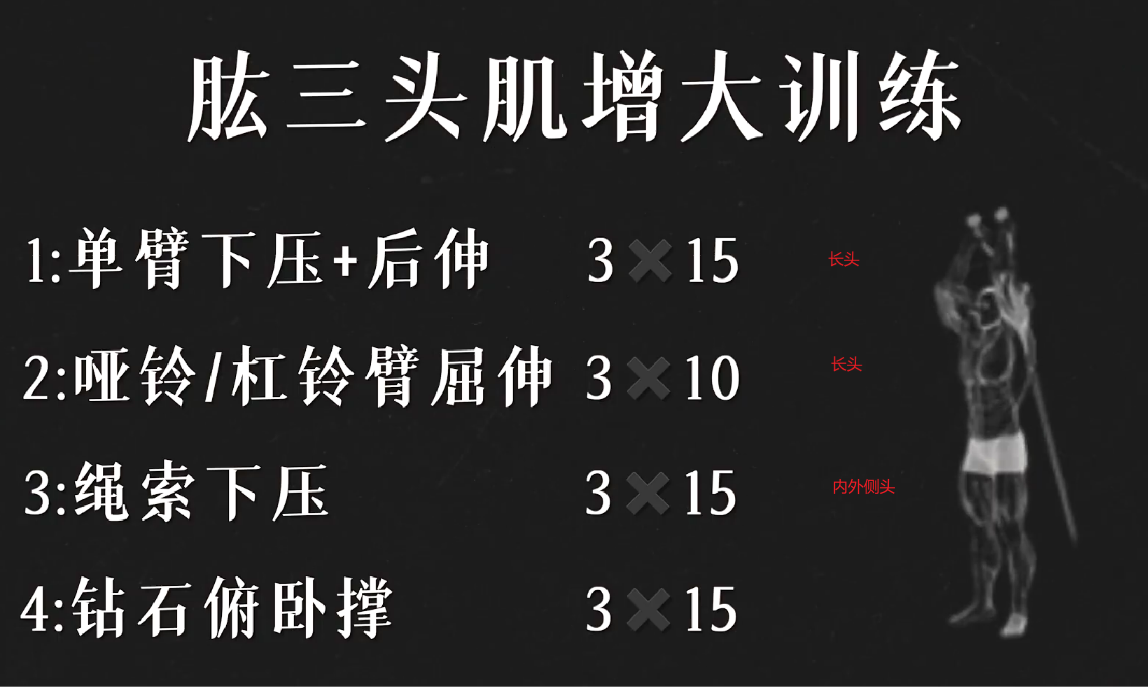 肱三头肌增大训练
1:单臂下压+后伸 3✖15 长头
2:哑铃/杠铃臂屈伸 3✖10 长头
3:绳索下压 3✖15 内外侧头
4:钻石俯卧撑 3✖15